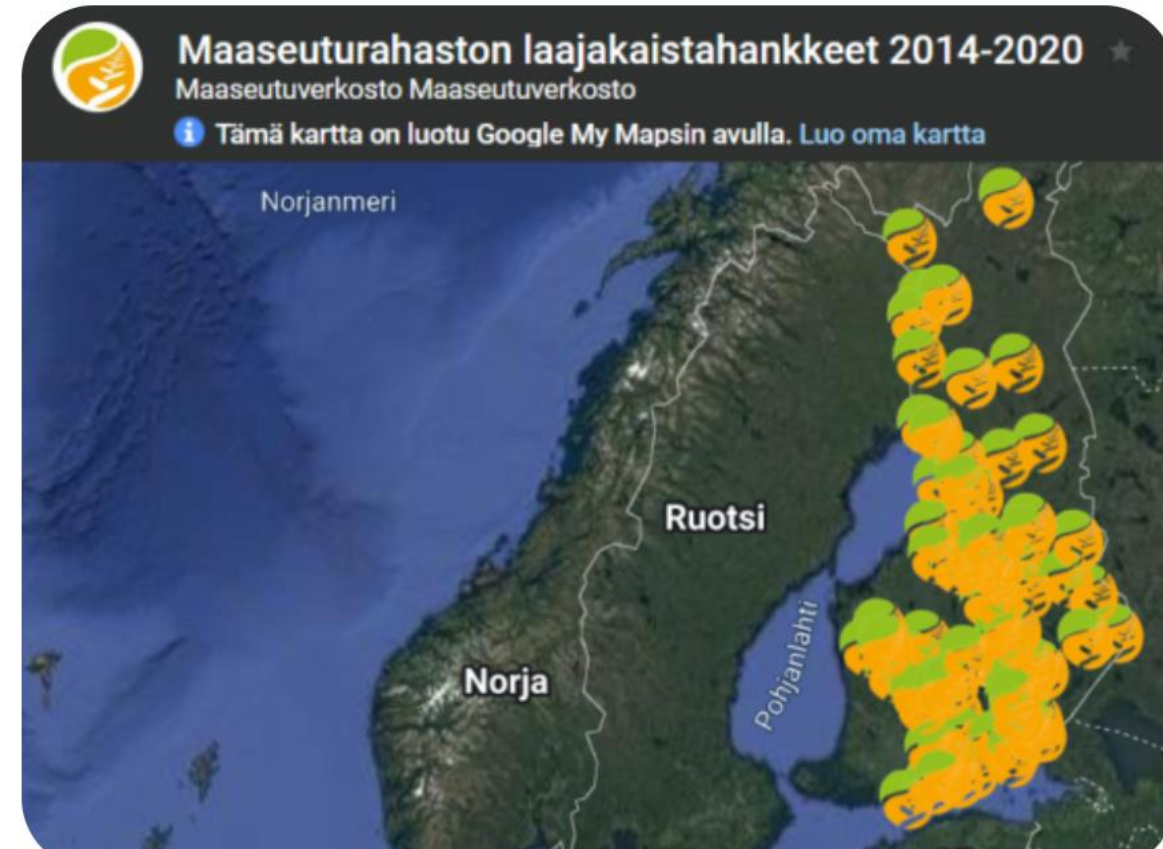 Maaseuturahaston laajakaistahankkeet 2014-2020
Maaseutuverkosto Maaseutuverkosto
Tämä kartta on luotu Google My Mapsin avulla. Luo oma kartta
Norjanmeri
Ruotsi
Pohjanlahti
Norja